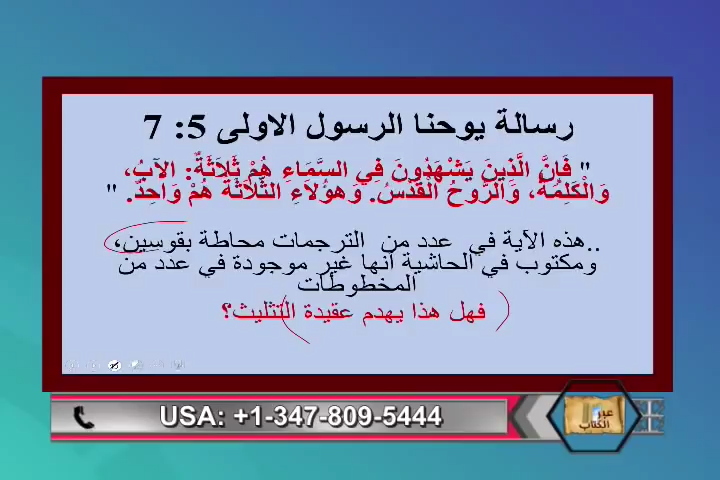 رسالة يوحنا الرسول الاولى 5: 7
" فَإِنَّ الَّذِينَ يَشْهَدُونَ فِي السَّمَاءِ هُمْ ثَلاَثَةٌ: الآبُ،
وَالْكَلِمَةُ، وَالرُّوحُ الْقُدُسُ. وَهؤُلاَءِ الثَّلاَثَةُ هُمْ وَاحِدٌ. "
..هذه الآية في عدد من الترجمات محاطة بقوسين،
ومكتوب في الحاشية أنها غير موجودة في عدد من
المخطوطات
فهل هذا يهدم عقيدة التثليث؟
USA: +1-347-809-5444
عبر
الكتاب